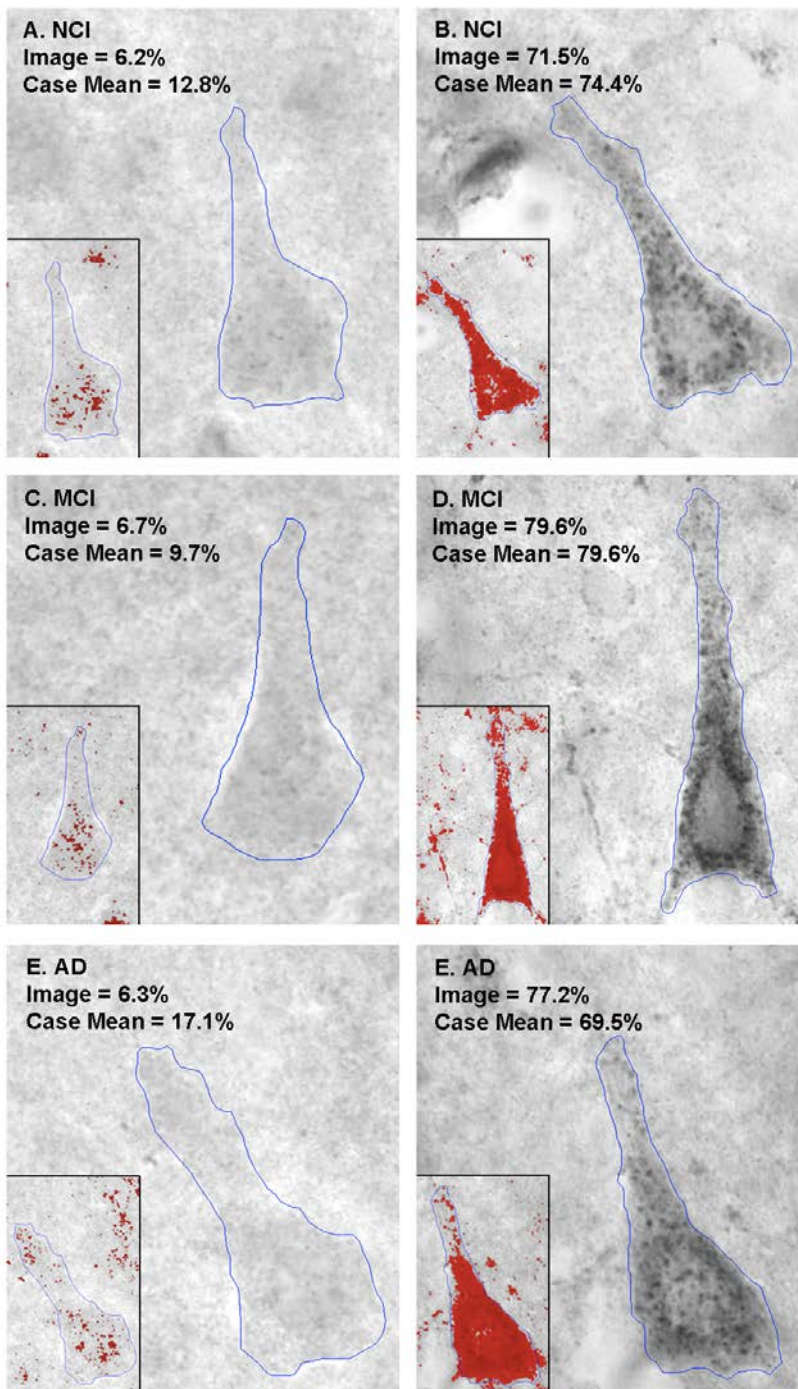 A. NCI
Image = 6.2%
Case Mean = 12.8%
B. NCI
Image = 71.5%
Case Mean = 74.4%
C. MCI
Image = 6.7%
Case Mean = 9.7%
D. MCI
Image = 79.6%
Case Mean = 79.6%
E. AD
Image = 6.3%
Case Mean = 17.1%
E. AD
Image = 77.2%
Case Mean = 69.5%